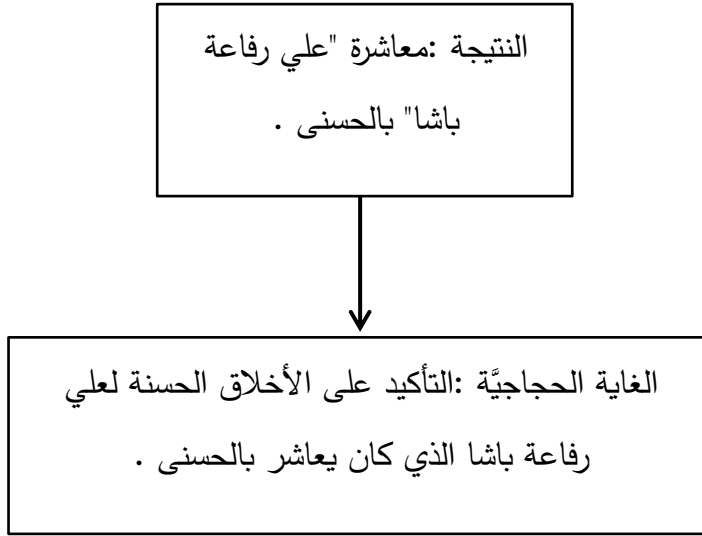 النتيجة :معاشرة "علي رفاعة
باشا" بالحسنى .
الغاية الحجاجيَّة :التأكيد على الأخلاق الحسنة لعلي
رفاعة باشا الذي كان يعاشر بالحسنى .